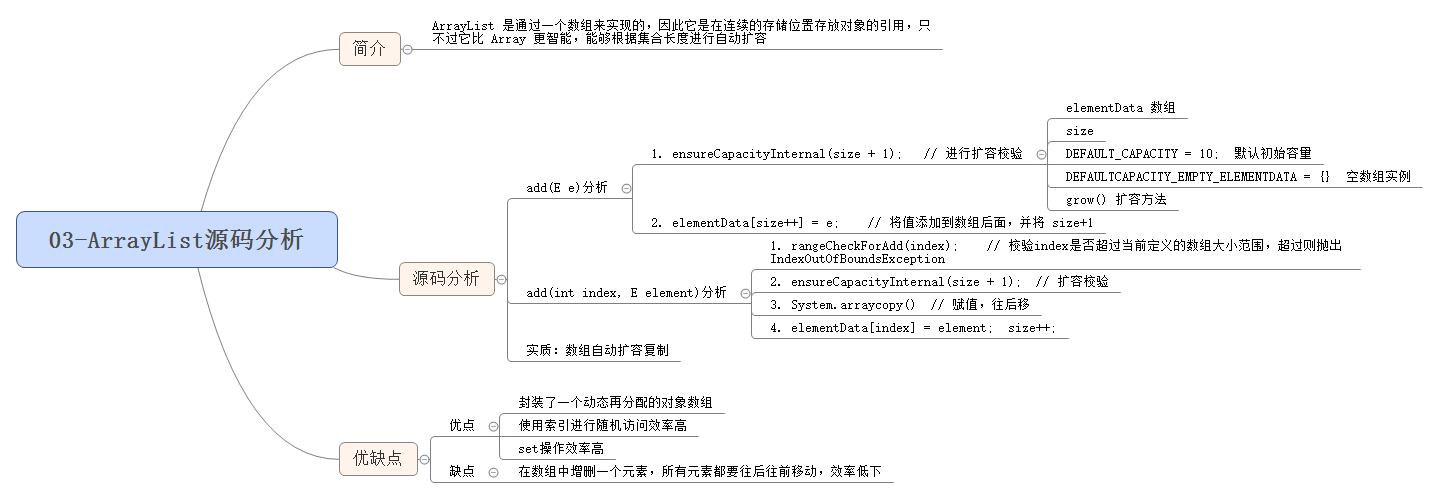 03-ArrayList源码分析
简介
ArrayList 是通过一个数组来实现的，因此它是在连续的存储位置存放对象的引用，只
不过它比 Array 更智能，能够根据集合长度进行自动扩容
源码分析
add(E e)分析
1. ensureCapacityInternal(size + 1);   // 进行扩容校验
elementData 数组
size
DEFAULT_CAPACITY = 10;  默认初始容量
DEFAULTCAPACITY_EMPTY_ELEMENTDATA = {}  空数组实例
grow() 扩容方法
2. elementData[size++] = e;    // 将值添加到数组后面，并将 size+1
add(int index, E element)分析
1. rangeCheckForAdd(index);    // 校验index是否超过当前定义的数组大小范围，超过则抛出
IndexOutOfBoundsException
2. ensureCapacityInternal(size + 1);  // 扩容校验
3. System.arraycopy()  // 赋值，往后移
4. elementData[index] = element;  size++;
实质：数组自动扩容复制
优缺点
优点
封装了一个动态再分配的对象数组
使用索引进行随机访问效率高
set操作效率高
缺点
在数组中增删一个元素，所有元素都要往后往前移动，效率低下